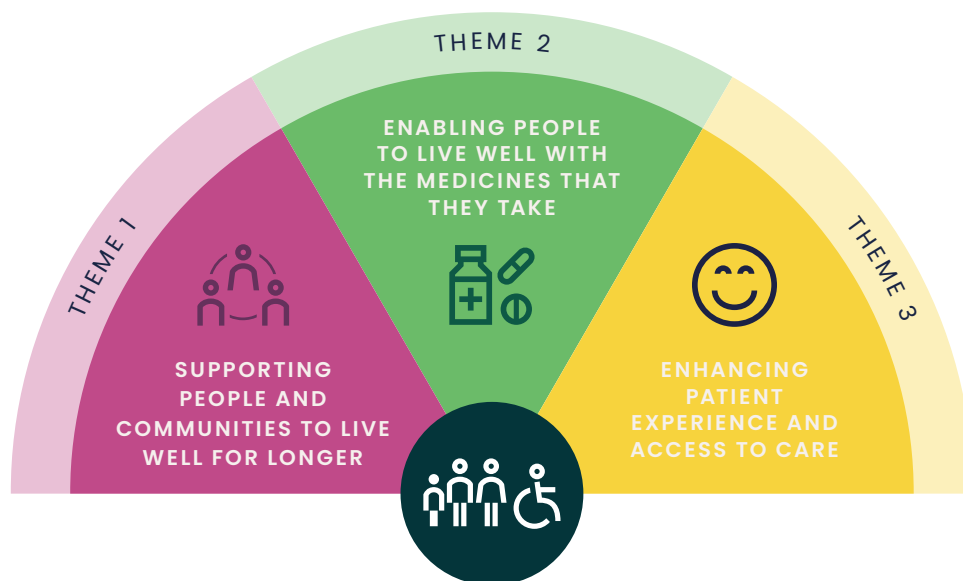 THEME 1
SUPPORTING
PEOPLE AND
COMMUNITIES TO LIVE
WELL FOR LONGER
THEME 2
ENABLING PEOPLE
TO LIVE WELL WITH
THE MEDICINES THAT
THEY TAKE
THEME 3
ENHANCING
PATIENT
EXPERIENCE AND
ACCESS TO CARE